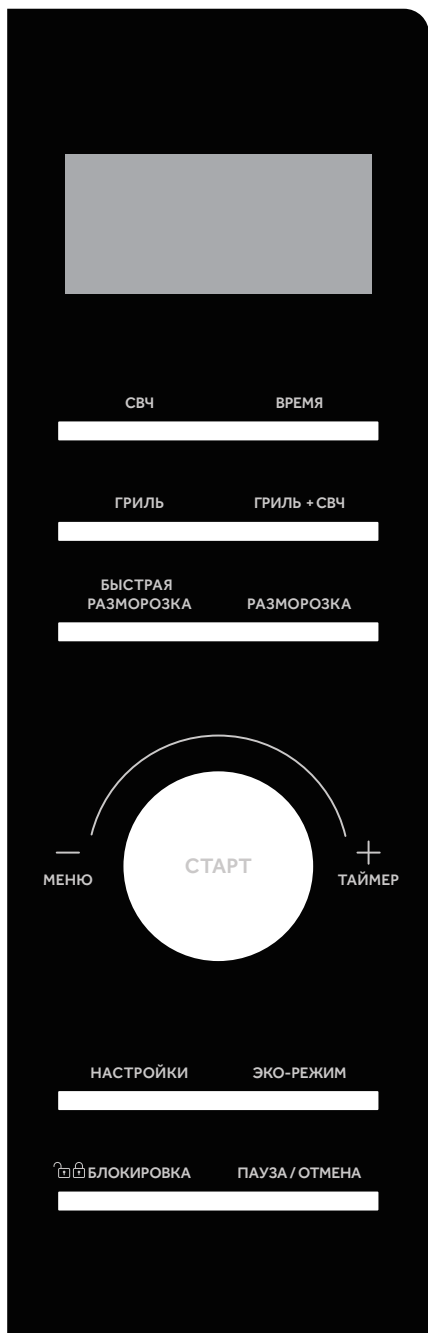 СВЧ ВРЕМЯ
ГРИЛЬ ГРИЛЬ + СВЧ
БЫСТРАЯ
РАЗМОРОЗКА РАЗМОРОЗКА
СТАРТ
— +
МЕНЮ ТАЙМЕР
НАСТРОЙКИ ЭКО-РЕЖИМ
БЛОКИРОВКА ПАУЗА / ОТМЕНА